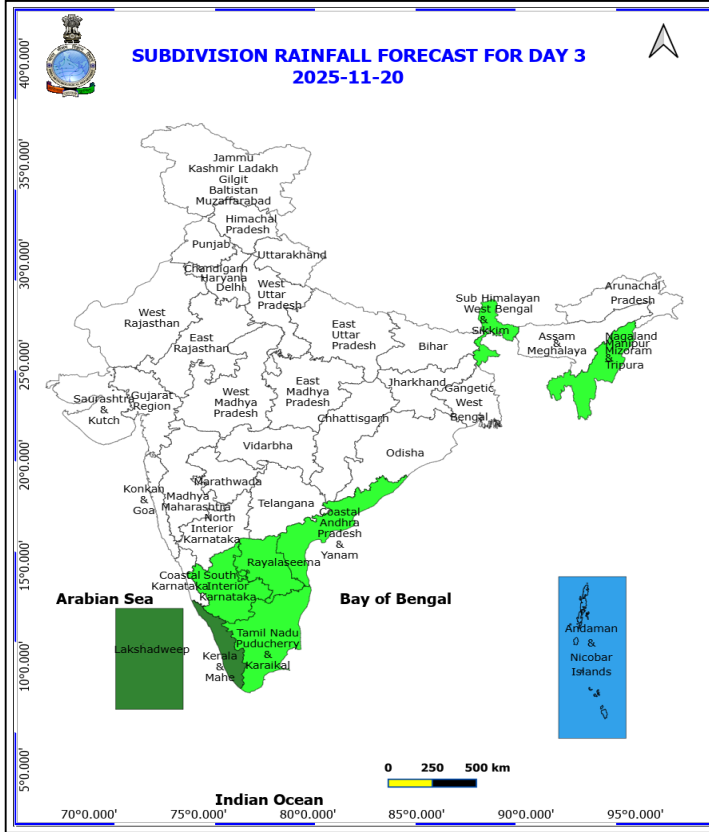 SUBDIVISION RAINFALL FORECAST FOR DAY 3
2025-11-20
40°0.000'
35°0.000'
30°0.000'
25°0.000'
20°0.000'
15°0.000'
10°0.000'
5°0.000'
Jammu
Kashmir Ladakh
Gilgit
Baltistan
Muzaffarabad
Himachal
Pradesh
Punjab
Uttarakhand
Chandigarh
Haryana
Delhi
West
Uttar
Pradesh
West
Rajasthan
East
Rajasthan
East
Uttar
Pradesh
Bihar
Sub Himalayan
West Bengal
&
Sikkim
Arunachal
Pradesh
Assam
&
Meghalaya
Nagaland
Manipur
Mizoram
&
Tripura
Saurashtra
&
Kutch
Gujarat
Region
West
Madhya
Pradesh
East
Madhya
Pradesh
Jharkhand
Gangetic
West
Bengal
Chhattisgarh
Odisha
Vidarbha
Konkan
&
Goa
Madhya
Maharashtra
Marathwada
Telangana
North
Interior
Karnataka
Coastal
Andhra
Pradesh
&
Yanam
Rayalaseema
Coastal
Karnataka
South
Interior
Karnataka
Arabian Sea
Bay of Bengal
Lakshadweep
Kerala
&
Mahe
Tamil Nadu
Puducherry
&
Karaikal
Andaman
&
Nicobar
Islands
0 250 500 km
Indian Ocean
70°0.000' 75°0.000' 80°0.000' 85°0.000' 90°0.000' 95°0.000'